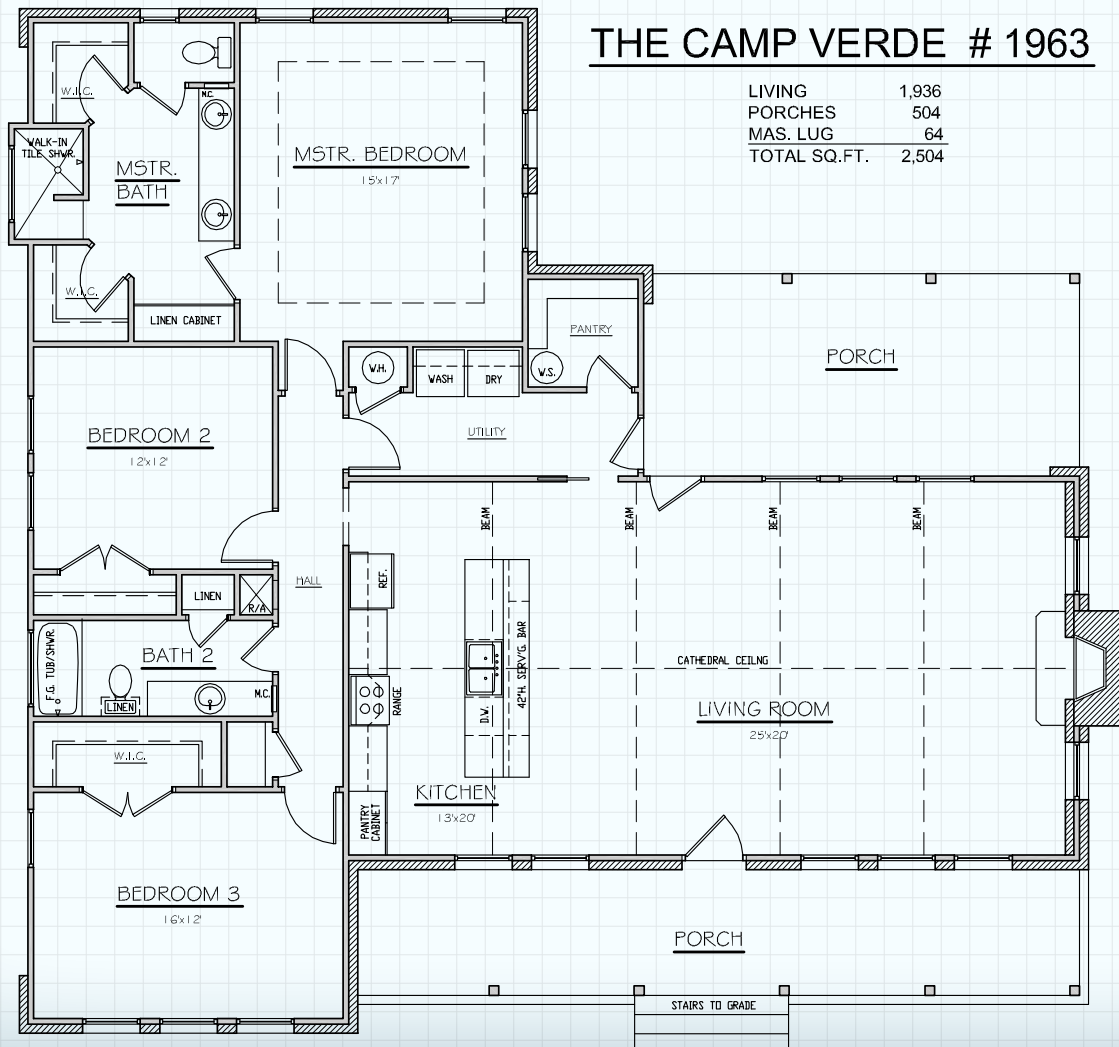 THE CAMP VERDE # 1963
LIVING 1,936
PORCHES 504
MAS. LUG 64
TOTAL SQ.FT. 2,504
W.I.C.
M.C.
WALK-IN
TILE SHWR.
MSTR.
BATH
MSTR. BEDROOM
15'x17'
W.I.C.
LINEN CABINET
PANTRY
W.H.
WASH
DRY
W.S.
PORCH
BEDROOM 2
12'x12'
UTILITY
BEAM
BEAM
BEAM
BEAM
HALL
REF.
LINEN
R/A
F.G. TUB/SHWR.
BATH 2
LINEN
M.C.
RANGE
D.W.
42"H. SERV'G. BAR
CATHEDRAL CEILNG
LIVING ROOM
25'x20'
W.I.C.
KITCHEN
13'x20'
PANTRY
CABINET
BEDROOM 3
16'x12'
PORCH
STAIRS TO GRADE